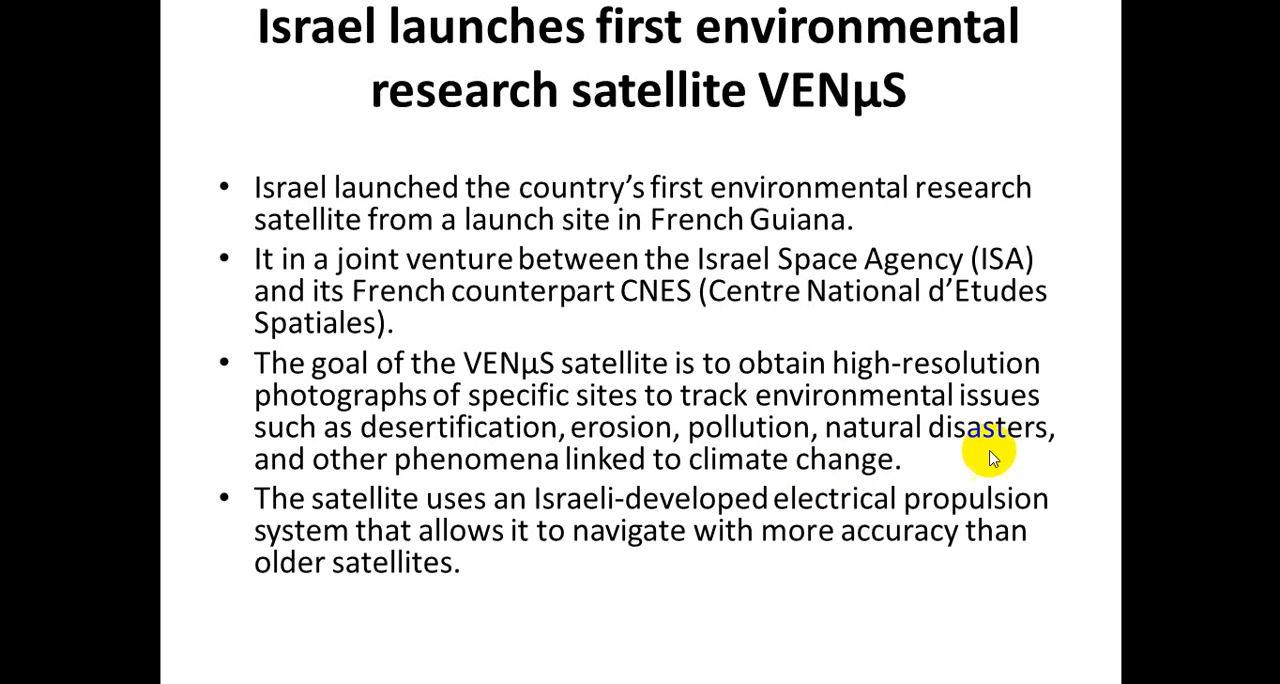 Israel launches first environmental
research satellite VENµS
• Israel launched the country’s first environmental research
satellite from a launch site in French Guiana.
• It in a joint venture between the Israel Space Agency (ISA)
and its French counterpart CNES (Centre National d’Etudes
Spatiales).
• The goal of the VENµS satellite is to obtain high-resolution
photographs of specific sites to track environmental issues
such as desertification, erosion, pollution, natural disasters,
and other phenomena linked to climate change.
• The satellite uses an Israeli-developed electrical propulsion
system that allows it to navigate with more accuracy than
older satellites.